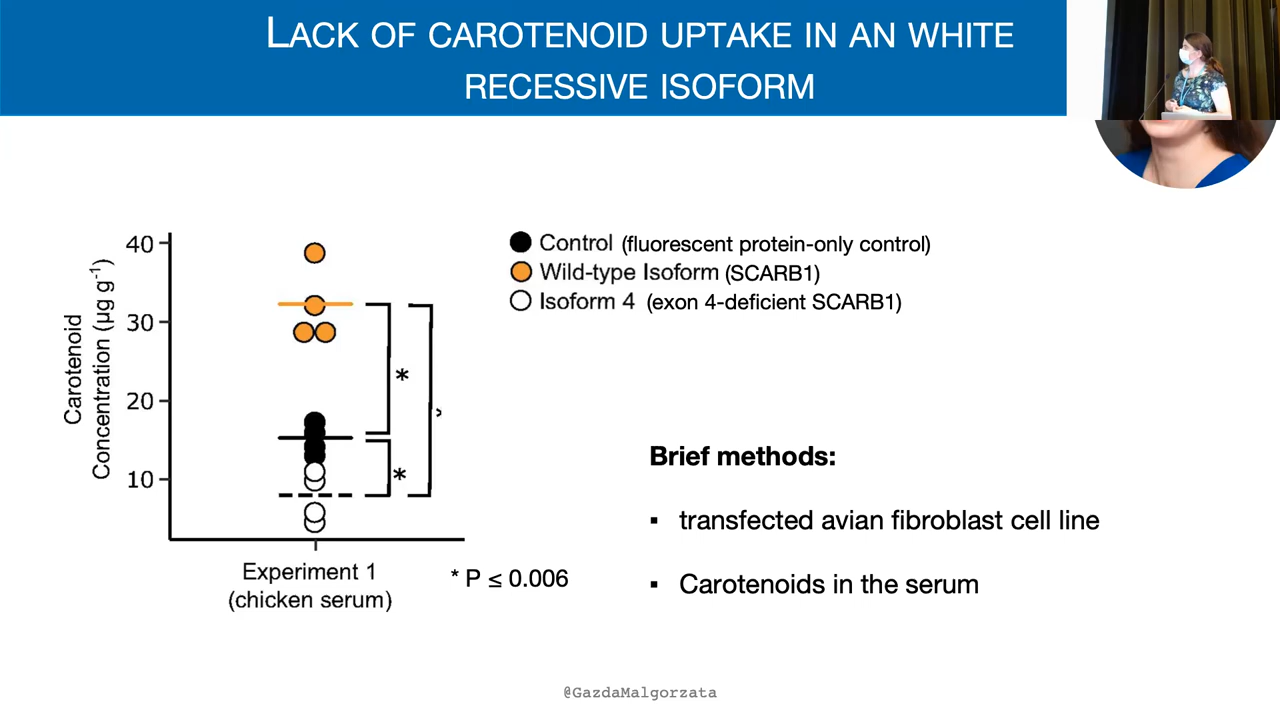 LACK OF CAROTENOID UPTAKE IN AN WHITE
RECESSIVE ISOFORM
Carotenoid
Concentration (µg g⁻¹)
40
30
20
10
*
*
Experiment 1
(chicken serum)
* P ≤ 0.006
Control (fluorescent protein-only control)
Wild-type Isoform (SCARB1)
Isoform 4 (exon 4-deficient SCARB1)
Brief methods:
▪ transfected avian fibroblast cell line
▪ Carotenoids in the serum
@GazdaMalgorzata